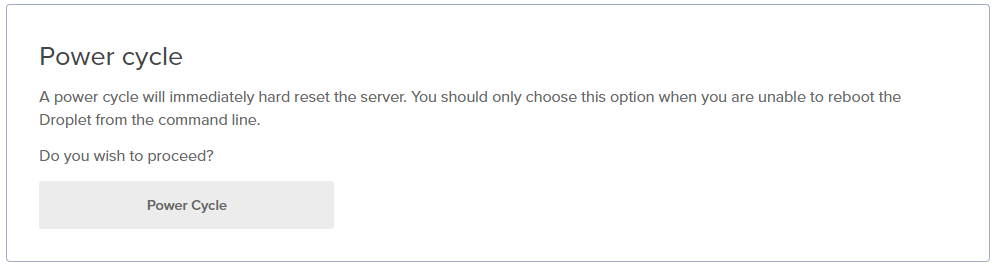 Power cycle
A power cycle will immediately hard reset the server. You should only choose this option when you are unable to reboot the
Droplet from the command line.
Do you wish to proceed?
Power Cycle